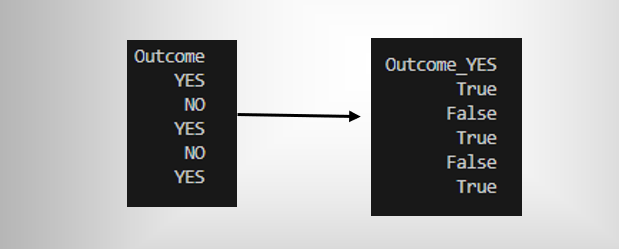 Outcome
YES
NO
YES
NO
YES
Outcome_YES
True
False
True
False
True